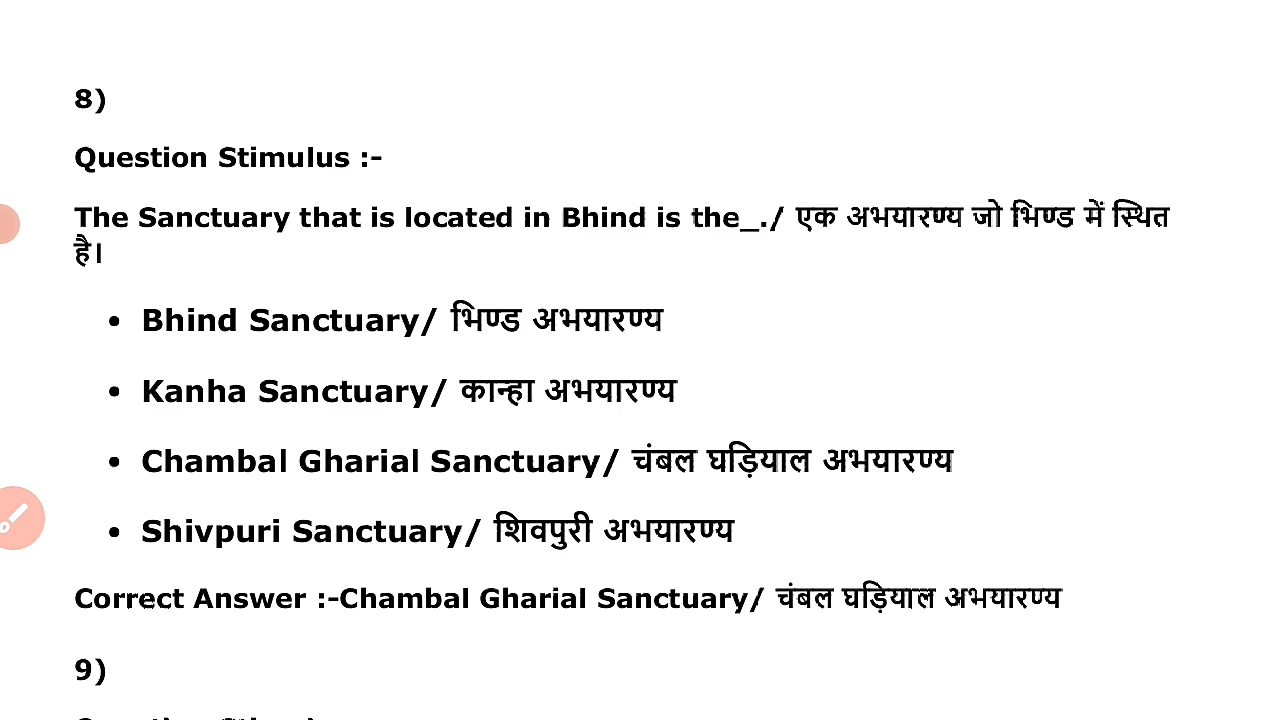 8)
Question Stimulus :-
The Sanctuary that is located in Bhind is the_./ एक अभयारण्य जो भिण्ड में स्थित
है।
• Bhind Sanctuary/ भिण्ड अभयारण्य
• Kanha Sanctuary/ कान्हा अभयारण्य
• Chambal Gharial Sanctuary/ चंबल घड़ियाल अभयारण्य
• Shivpuri Sanctuary/ शिवपुरी अभयारण्य
Correct Answer :-Chambal Gharial Sanctuary/ चंबल घड़ियाल अभयारण्य
9)